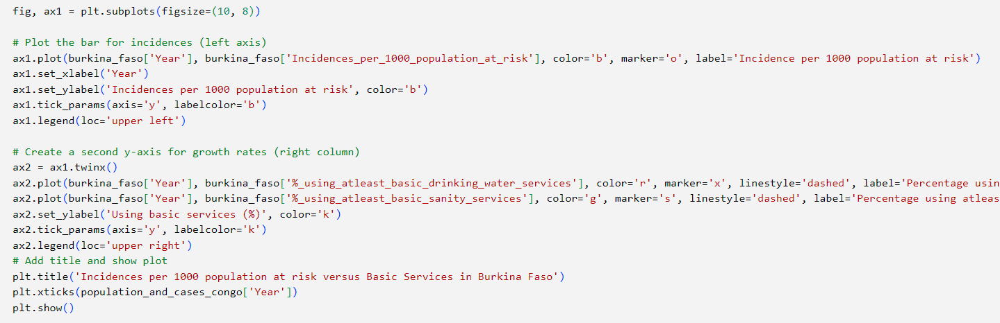 fig, ax1 = plt.subplots(figsize=(10, 8))
# Plot the bar for incidences (left axis)
ax1.plot(burkina_faso['Year'], burkina_faso['Incidences_per_1000_population_at_risk'], color='b', marker='o', label='Incidence per 1000 population at risk')
ax1.set_xlabel('Year')
ax1.set_ylabel('Incidences per 1000 population at risk', color='b')
ax1.tick_params(axis='y', labelcolor='b')
ax1.legend(loc='upper left')
# Create a second y-axis for growth rates (right column)
ax2 = ax1.twinx()
ax2.plot(burkina_faso['Year'], burkina_faso['%_using_atleast_basic_drinking_water_services'], color='r', marker='x', linestyle='dashed', label='Percentage usin
ax2.plot(burkina_faso['Year'], burkina_faso['%_using_atleast_basic_sanity_services'], color='g', marker='s', linestyle='dashed', label='Percentage using atleas
ax2.set_ylabel('Using basic services (%)', color='k')
ax2.tick_params(axis='y', labelcolor='k')
ax2.legend(loc='upper right')
# Add title and show plot
plt.title('Incidences per 1000 population at risk versus Basic Services in Burkina Faso')
plt.xticks(population_and_cases_congo['Year'])
plt.show()